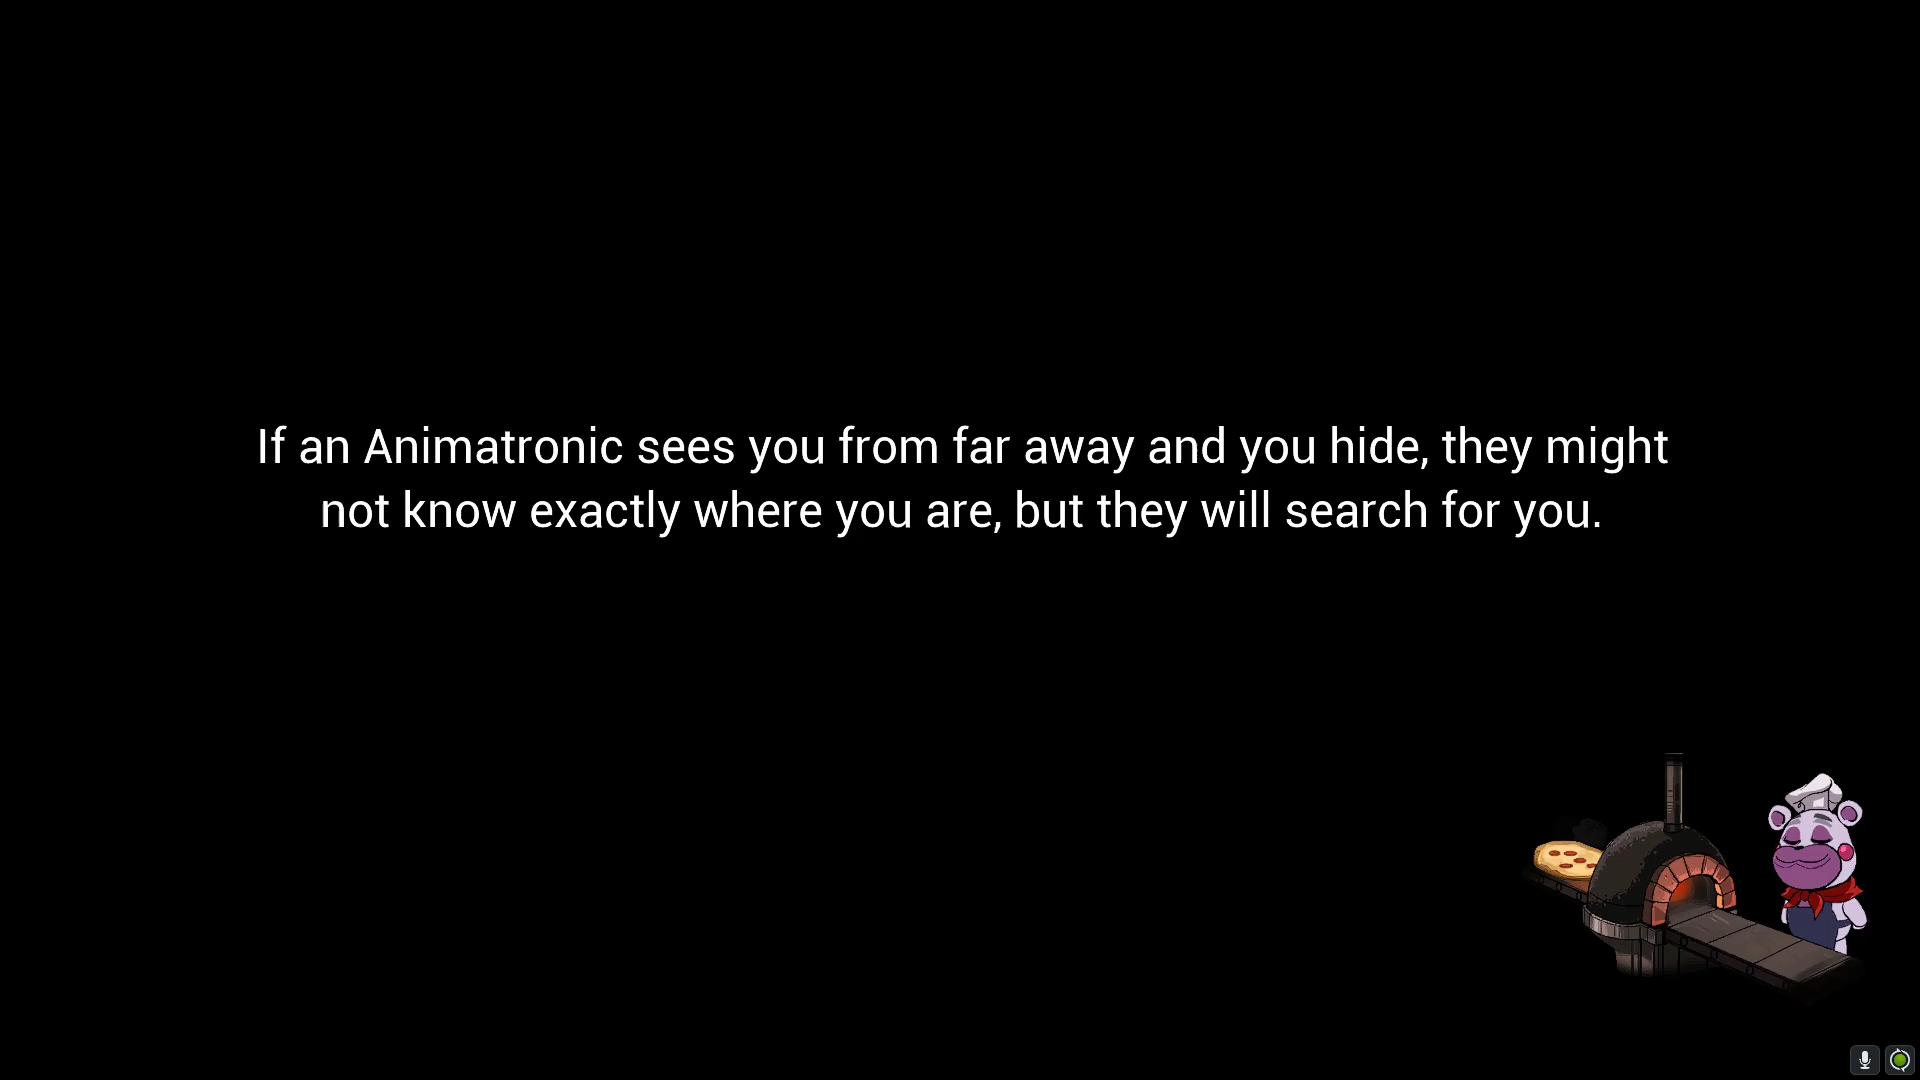 If an Animatronic sees you from far away and you hide, they might
not know exactly where you are, but they will search for you.